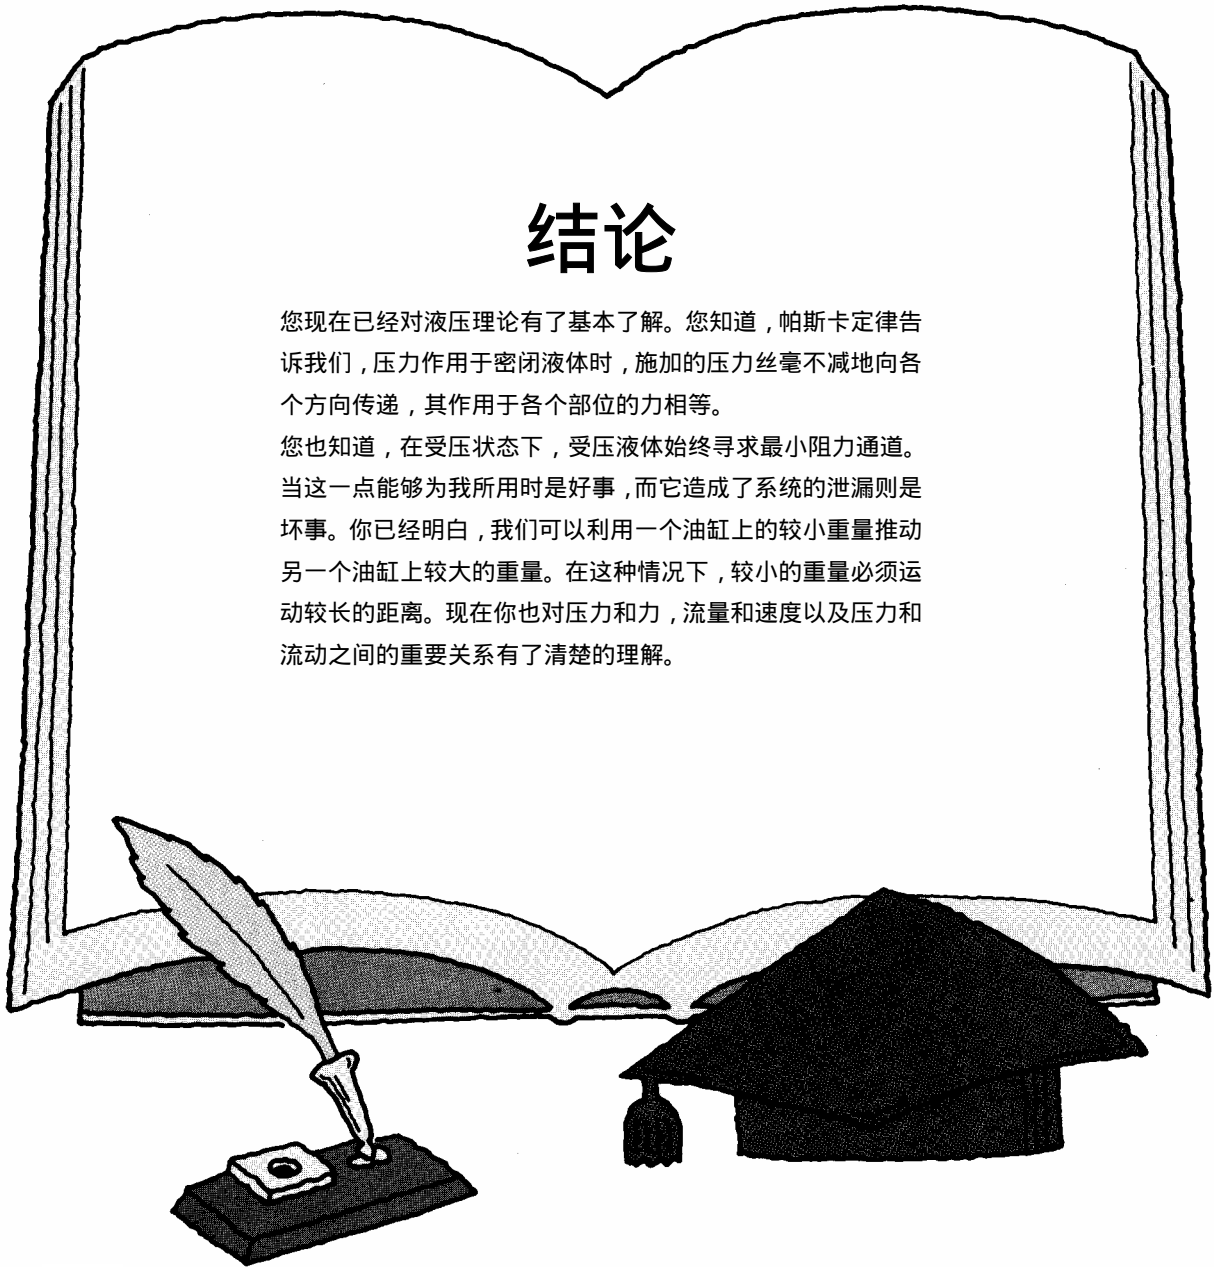 结论
您现在已经对液压理论有了基本了解。您知道，帕斯卡定律告
诉我们，压力作用于密闭液体时，施加的压力丝毫不减地向各
个方向传递，其作用于各个部位的力相等。
您也知道，在受压状态下，受压液体始终寻求最小阻力通道。
当这一点能够为我所用时是好事，而它造成了系统的泄漏则是
坏事。你已经明白，我们可以利用一个油缸上的较小重量推动
另一个油缸上较大的重量。在这种情况下，较小的重量必须运
动较长的距离。现在你也对压力和力，流量和速度以及压力和
流动之间的重要关系有了清楚的理解。